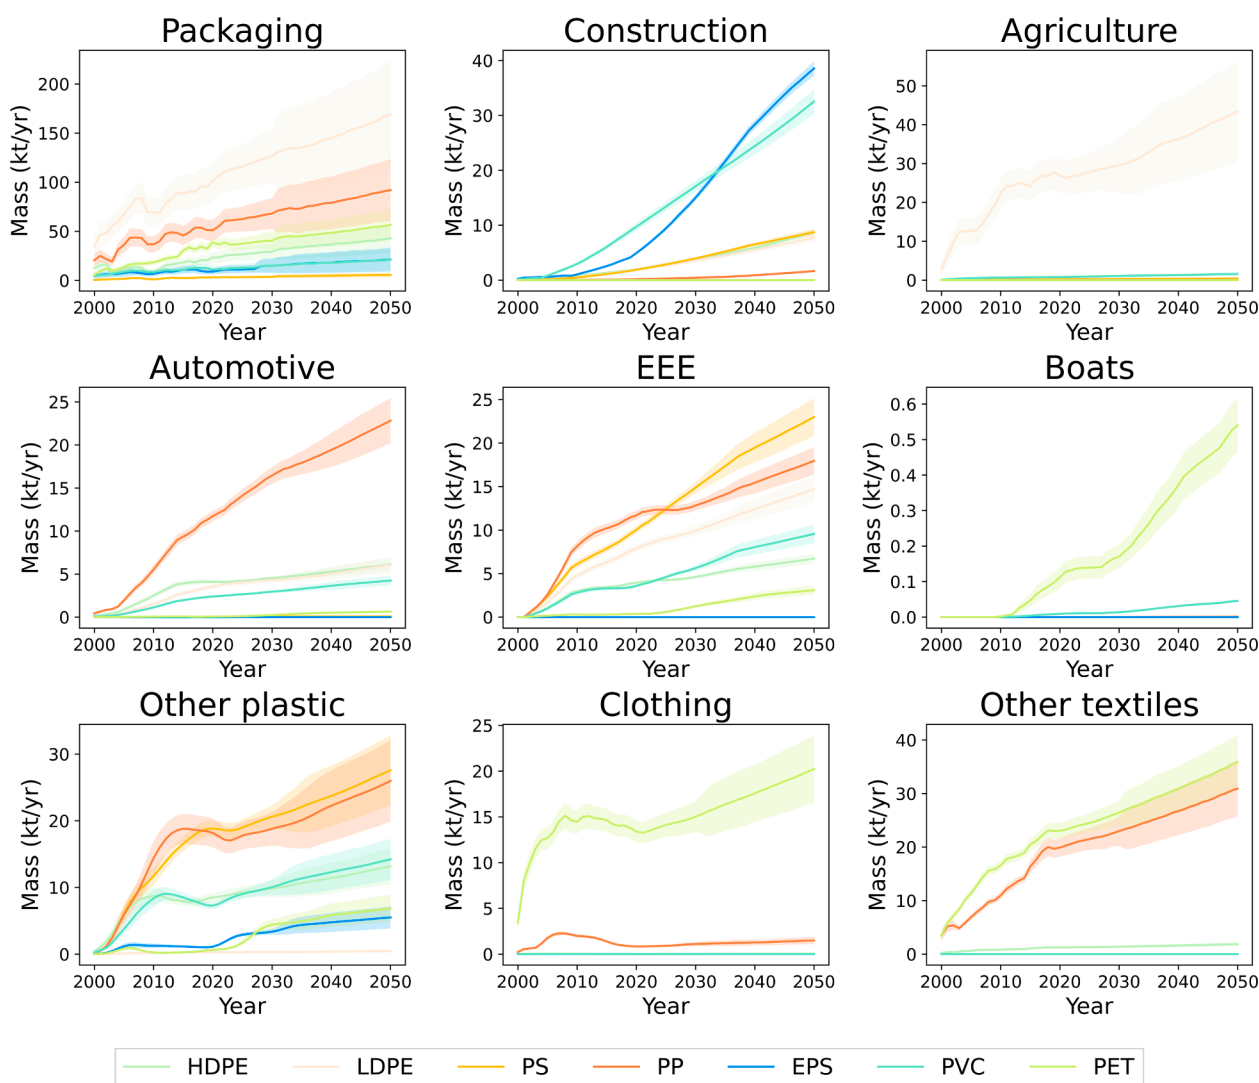 Packaging
Construction
Agriculture
Mass (kt/yr)
200
150
100
50
0
2000 2010 2020 2030 2040 2050
Year
Mass (kt/yr)
40
30
20
10
0
2000 2010 2020 2030 2040 2050
Year
Mass (kt/yr)
50
40
30
20
10
0
2000 2010 2020 2030 2040 2050
Year
Automotive
EEE
Boats
Mass (kt/yr)
25
20
15
10
5
0
2000 2010 2020 2030 2040 2050
Year
Mass (kt/yr)
25
20
15
10
5
0
2000 2010 2020 2030 2040 2050
Year
Mass (kt/yr)
0.6
0.5
0.4
0.3
0.2
0.1
0.0
2000 2010 2020 2030 2040 2050
Year
Other plastic
Clothing
Other textiles
Mass (kt/yr)
30
20
10
0
2000 2010 2020 2030 2040 2050
Year
Mass (kt/yr)
25
20
15
10
5
0
2000 2010 2020 2030 2040 2050
Year
Mass (kt/yr)
40
30
20
10
0
2000 2010 2020 2030 2040 2050
Year
HDPE LDPE PS PP EPS PVC PET